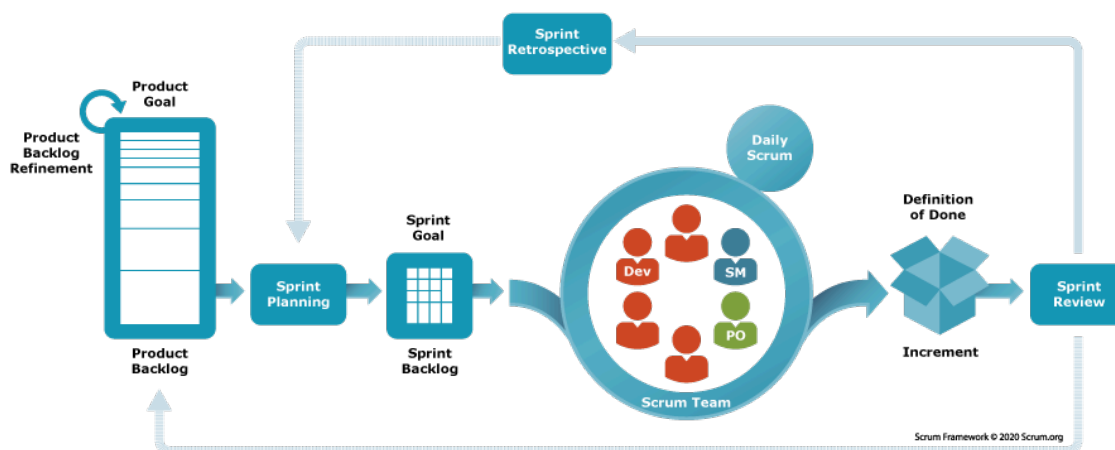 Sprint
Retrospective
Product
Goal
Product
Backlog
Refinement
Daily
Scrum
Sprint
Goal
Definition
of Done
Dev
SM
Sprint
Planning
Sprint
Review
PO
Product
Backlog
Sprint
Backlog
Increment
Scrum Team
Scrum Framework © 2020 Scrum.org